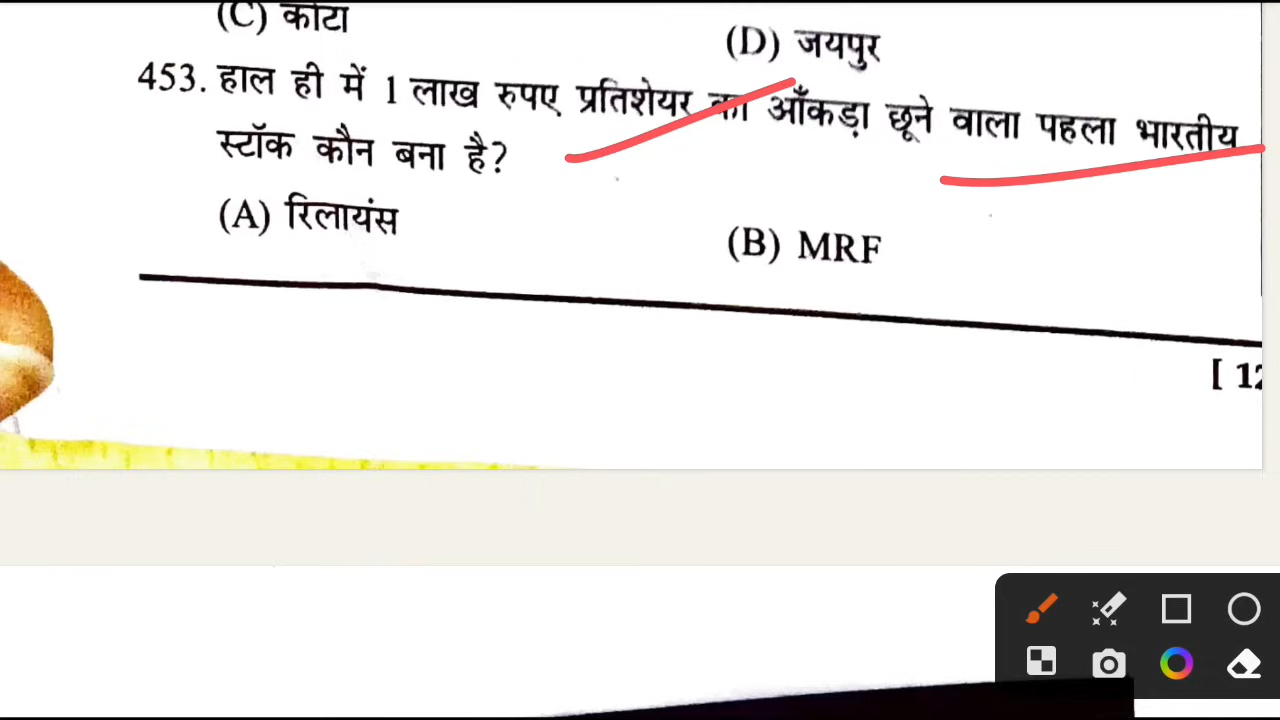 (C) कोटा
(D) जयपुर
453. हाल ही में 1 लाख रुपए प्रतिशेयर का आँकड़ा छूने वाला पहला भारतीय
स्टॉक कौन बना है?
(A) रिलायंस
(B) MRF
[ 12